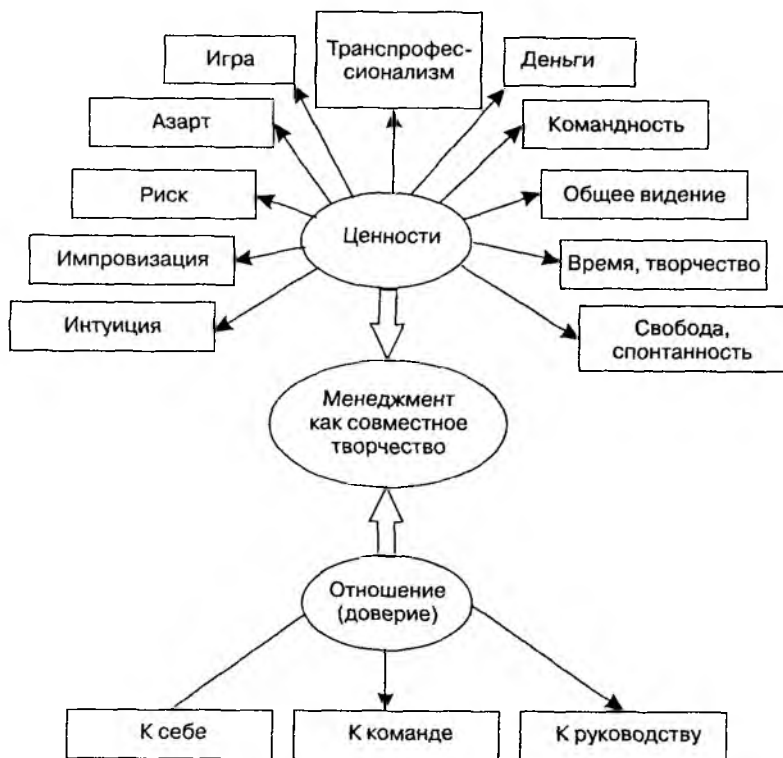 Транспрофес-
сионализм
Игра
Деньги
Азарт
Командность
Риск
Общее видение
Ценности
Импровизация
Время, творчество
Интуиция
Свобода,
спонтанность
Менеджмент
как совместное
творчество
Отношение
(доверие)
К себе
К команде
К руководству